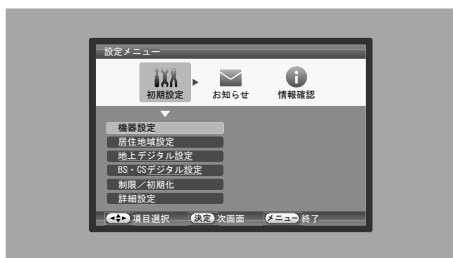 設定メニュー
初期設定 お知らせ 情報確認
機器設定
居住地域設定
地上デジタル設定
BS・CSデジタル設定
制限／初期化
詳細設定
項目選択 決定 次画面 メニュー 終了